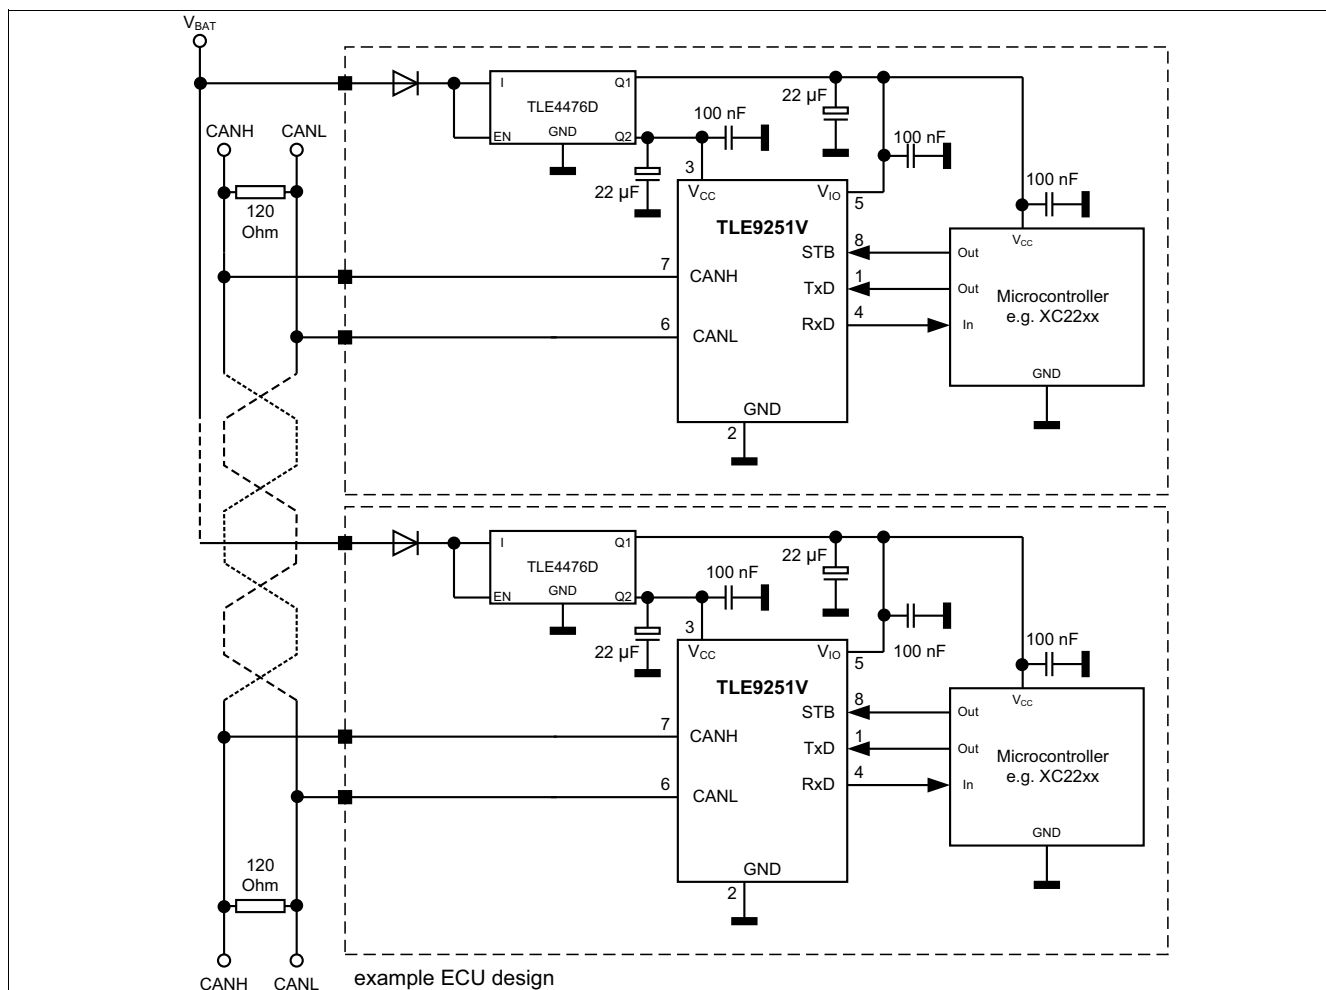 VBAT
CANH CANL
120
Ohm
I Q1
TLE4476D
EN GND Q2
22 µF
100 nF
22 µF
100 nF
100 nF
3
VCC VIO
5
TLE9251V
STB 8
TxD 1
RxD 4
7 CANH
6 CANL
GND
2
VCC
Out
Out
In
Microcontroller
e.g. XC22xx
GND
I Q1
TLE4476D
EN GND Q2
22 µF
100 nF
22 µF
100 nF
100 nF
3
VCC VIO
5
TLE9251V
STB 8
TxD 1
RxD 4
7 CANH
6 CANL
GND
2
VCC
Out
Out
In
Microcontroller
e.g. XC22xx
GND
120
Ohm
CANH CANL
example ECU design